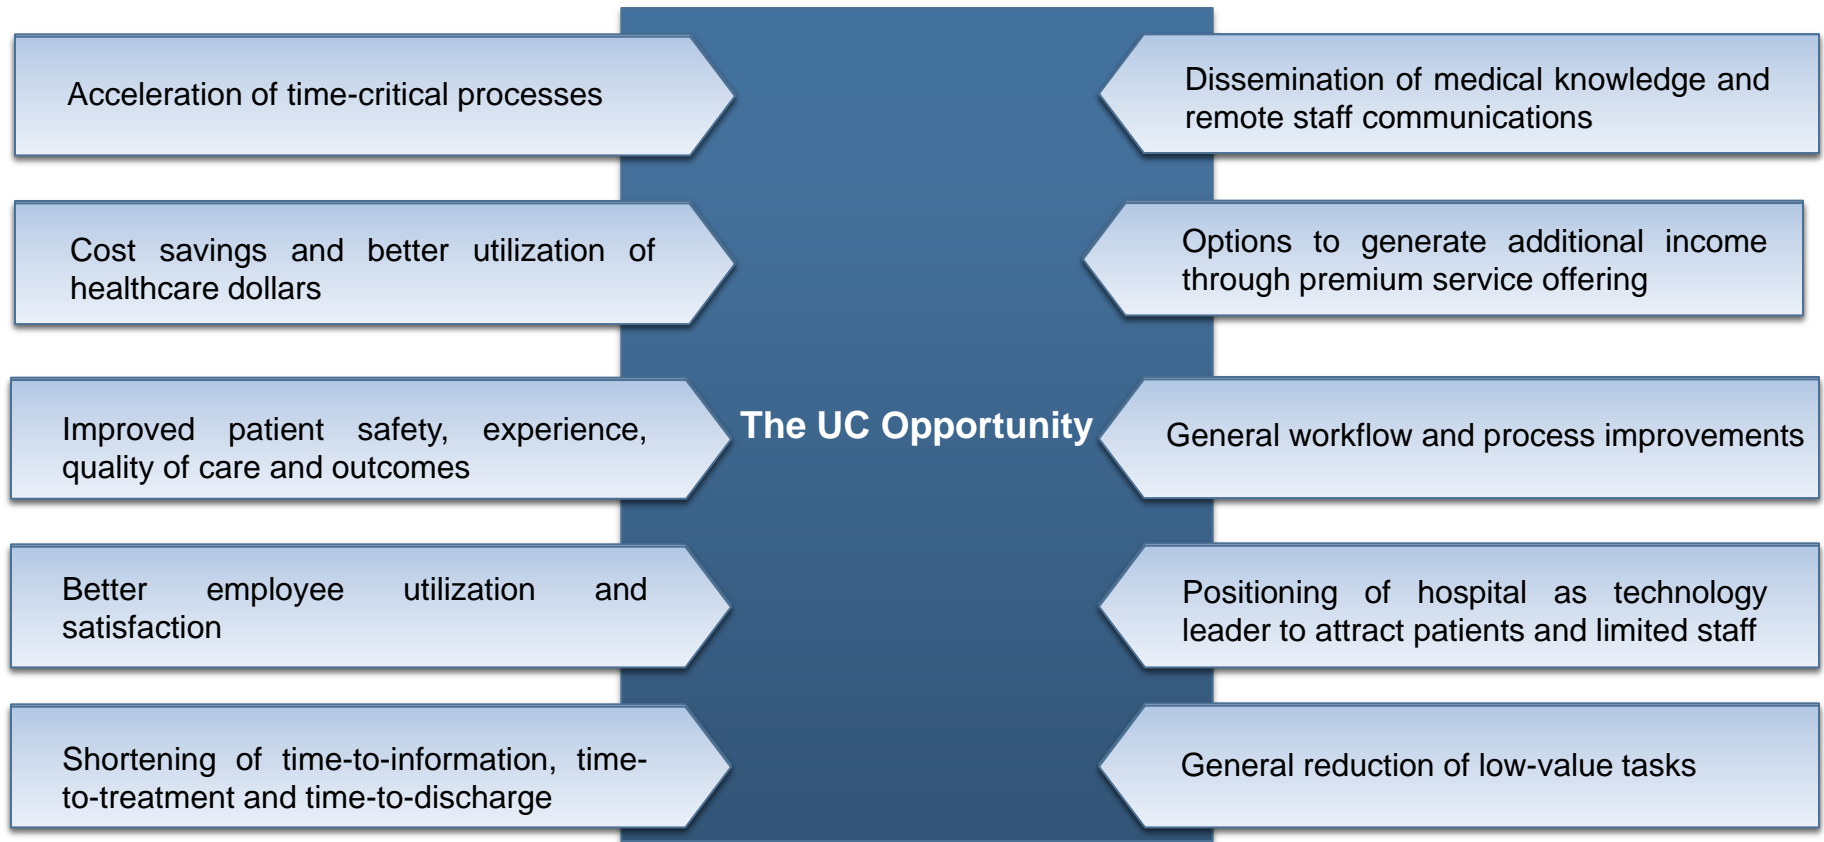 Acceleration of time-critical processes
Cost savings and better utilization of
healthcare dollars
Improved patient safety, experience,
quality of care and outcomes
Better employee utilization and
satisfaction
Shortening of time-to-information, time-
to-treatment and time-to-discharge
The UC Opportunity
Dissemination of medical knowledge and
remote staff communications
Options to generate additional income
through premium service offering
General workflow and process improvements
Positioning of hospital as technology
leader to attract patients and limited staff
General reduction of low-value tasks